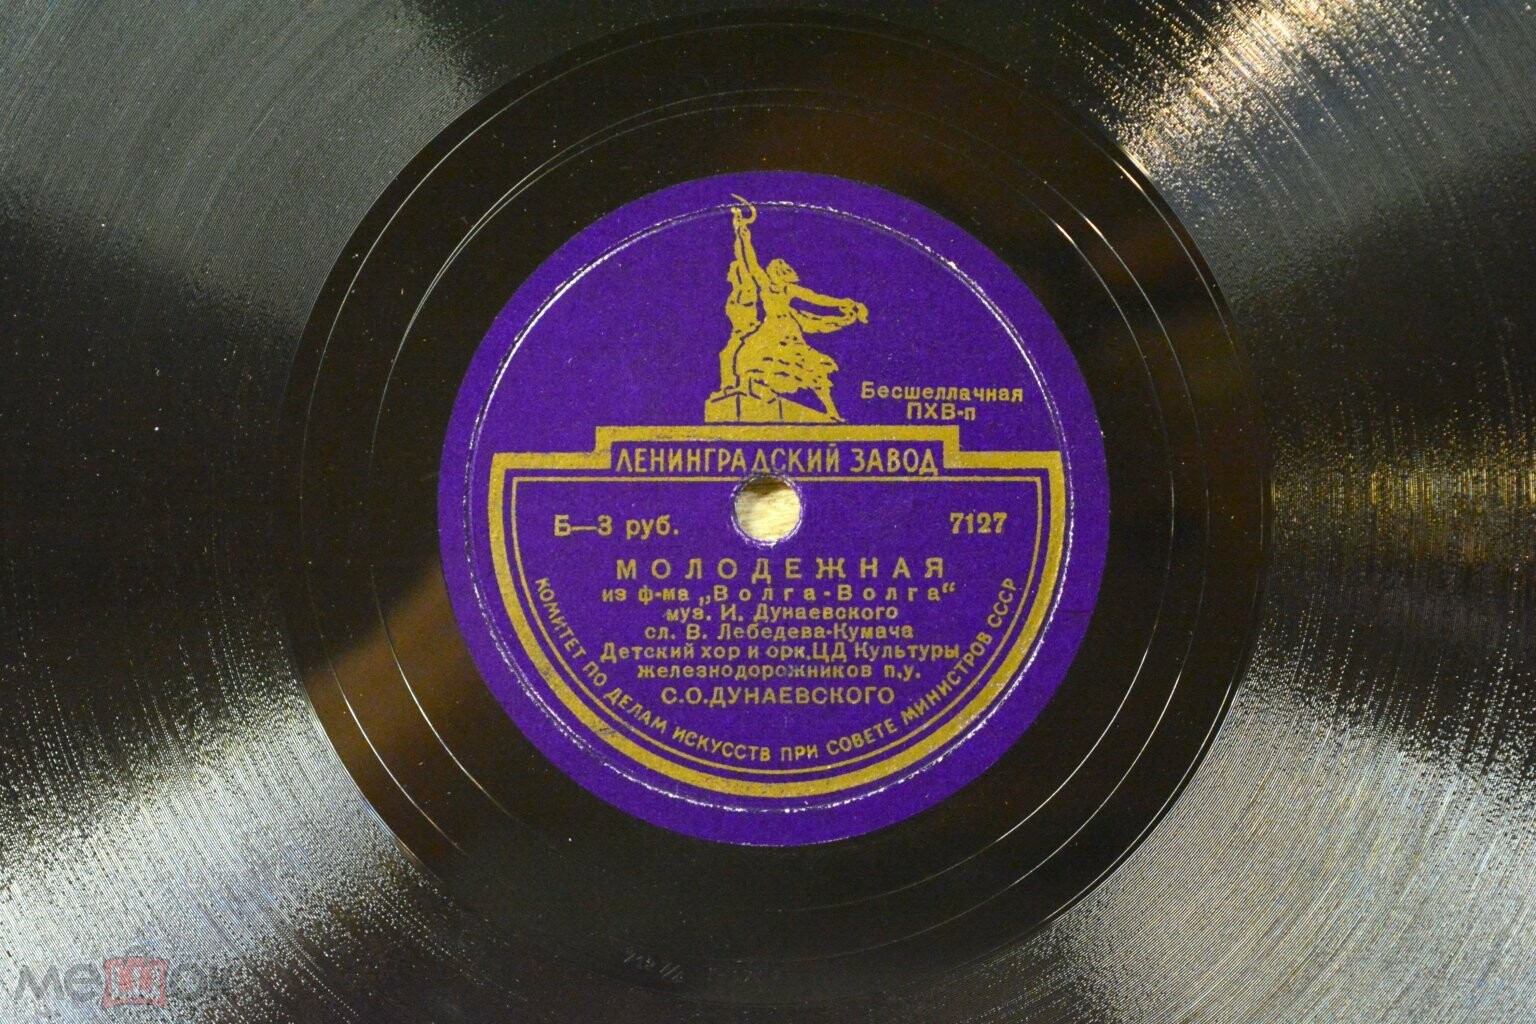 Бесшеллачная
ПХВ-п
ЛЕНИНГРАДСКИЙ ЗАВОД
Б—3 руб.
7127
МОЛОДЕЖНАЯ
из ф-ма „Волга-Волга"
муз. И. Дунаевского
сл. В. Лебедева-Кумача
Детский хор и орк. ЦД Культуры
железнодорожников п.у.
С.О.ДУНАЕВСКОГО
КОМИТЕТ ПО ДЕЛАМ ИСКУССТВ ПРИ СОВЕТЕ МИНИСТРОВ СССР
мешок